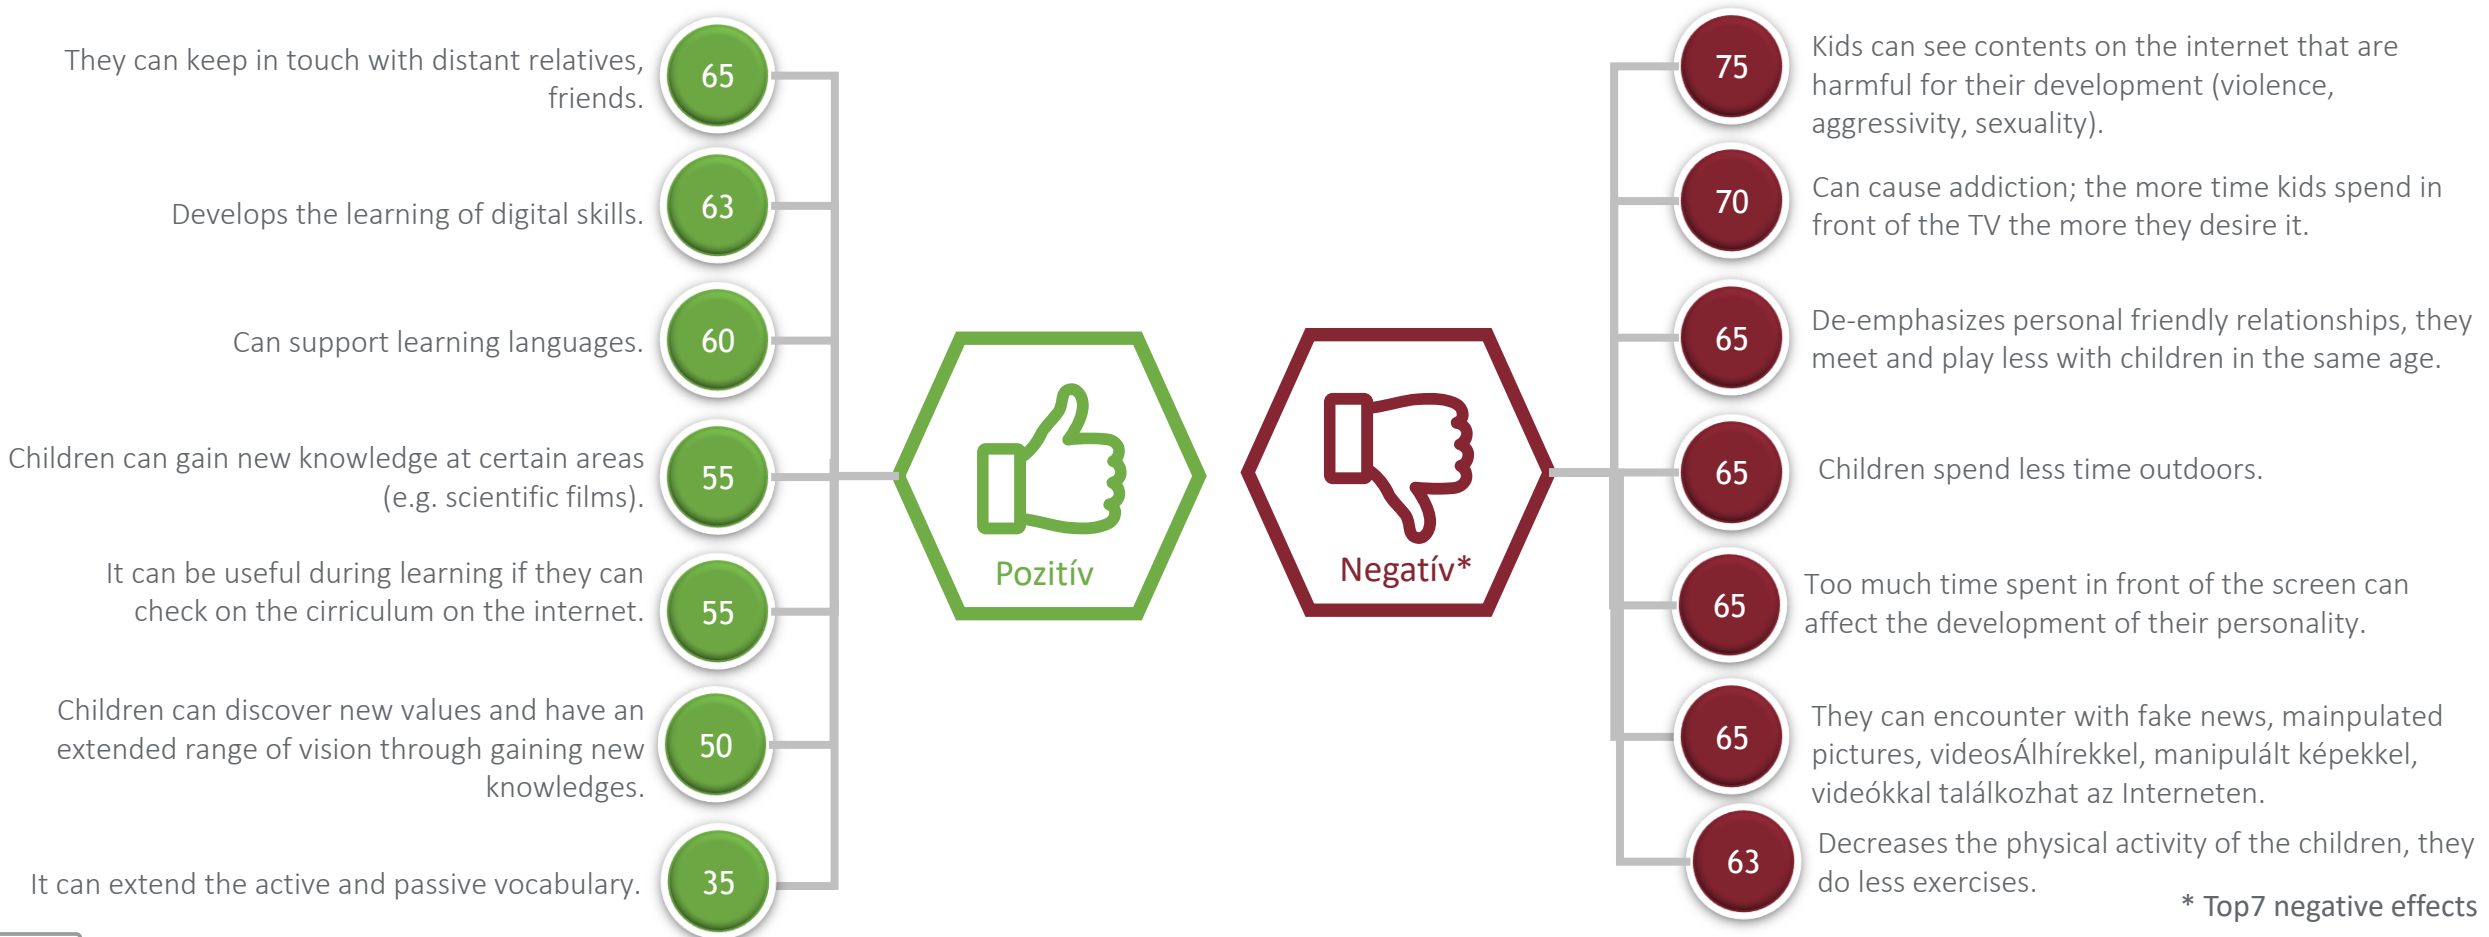 They can keep in touch with distant relatives,
friends.
65
Develops the learning of digital skills.
63
Can support learning languages.
60
Children can gain new knowledge at certain areas
(e.g. scientific films).
55
It can be useful during learning if they can
check on the cirriculum on the internet.
55
Children can discover new values and have an
extended range of vision through gaining new
knowledges.
50
It can extend the active and passive vocabulary.
35
Pozitív
Negatív*
75
Kids can see contents on the internet that are
harmful for their development (violence,
aggressivity, sexuality).
70
Can cause addiction; the more time kids spend in
front of the TV the more they desire it.
65
De-emphasizes personal friendly relationships, they
meet and play less with children in the same age.
65
Children spend less time outdoors.
65
Too much time spent in front of the screen can
affect the development of their personality.
65
They can encounter with fake news, mainpulated
pictures, videosÁlhírekkel, manipulált képekkel,
videókkal találkozhat az Interneten.
63
Decreases the physical activity of the children, they
do less exercises.
* Top7 negative effects